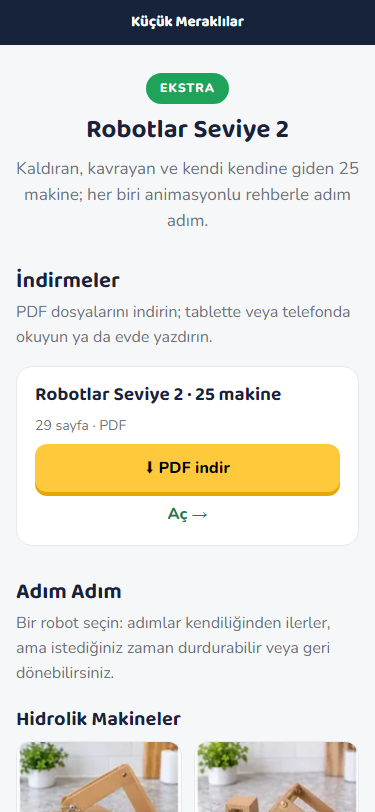 Küçük Meraklılar
EKSTRA
Robotlar Seviye 2
Kaldıran, kavrayan ve kendi kendine giden 25
makine; her biri animasyonlu rehberle adım
adım.
İndirmeler
PDF dosyalarını indirin; tablette veya telefonda
okuyun ya da evde yazdırın.
Robotlar Seviye 2 · 25 makine
29 sayfa · PDF
⬇ PDF indir
Aç →
Adım Adım
Bir robot seçin: adımlar kendiliğinden ilerler,
ama istediğiniz zaman durdurabilir veya geri
dönebilirsiniz.
Hidrolik Makineler